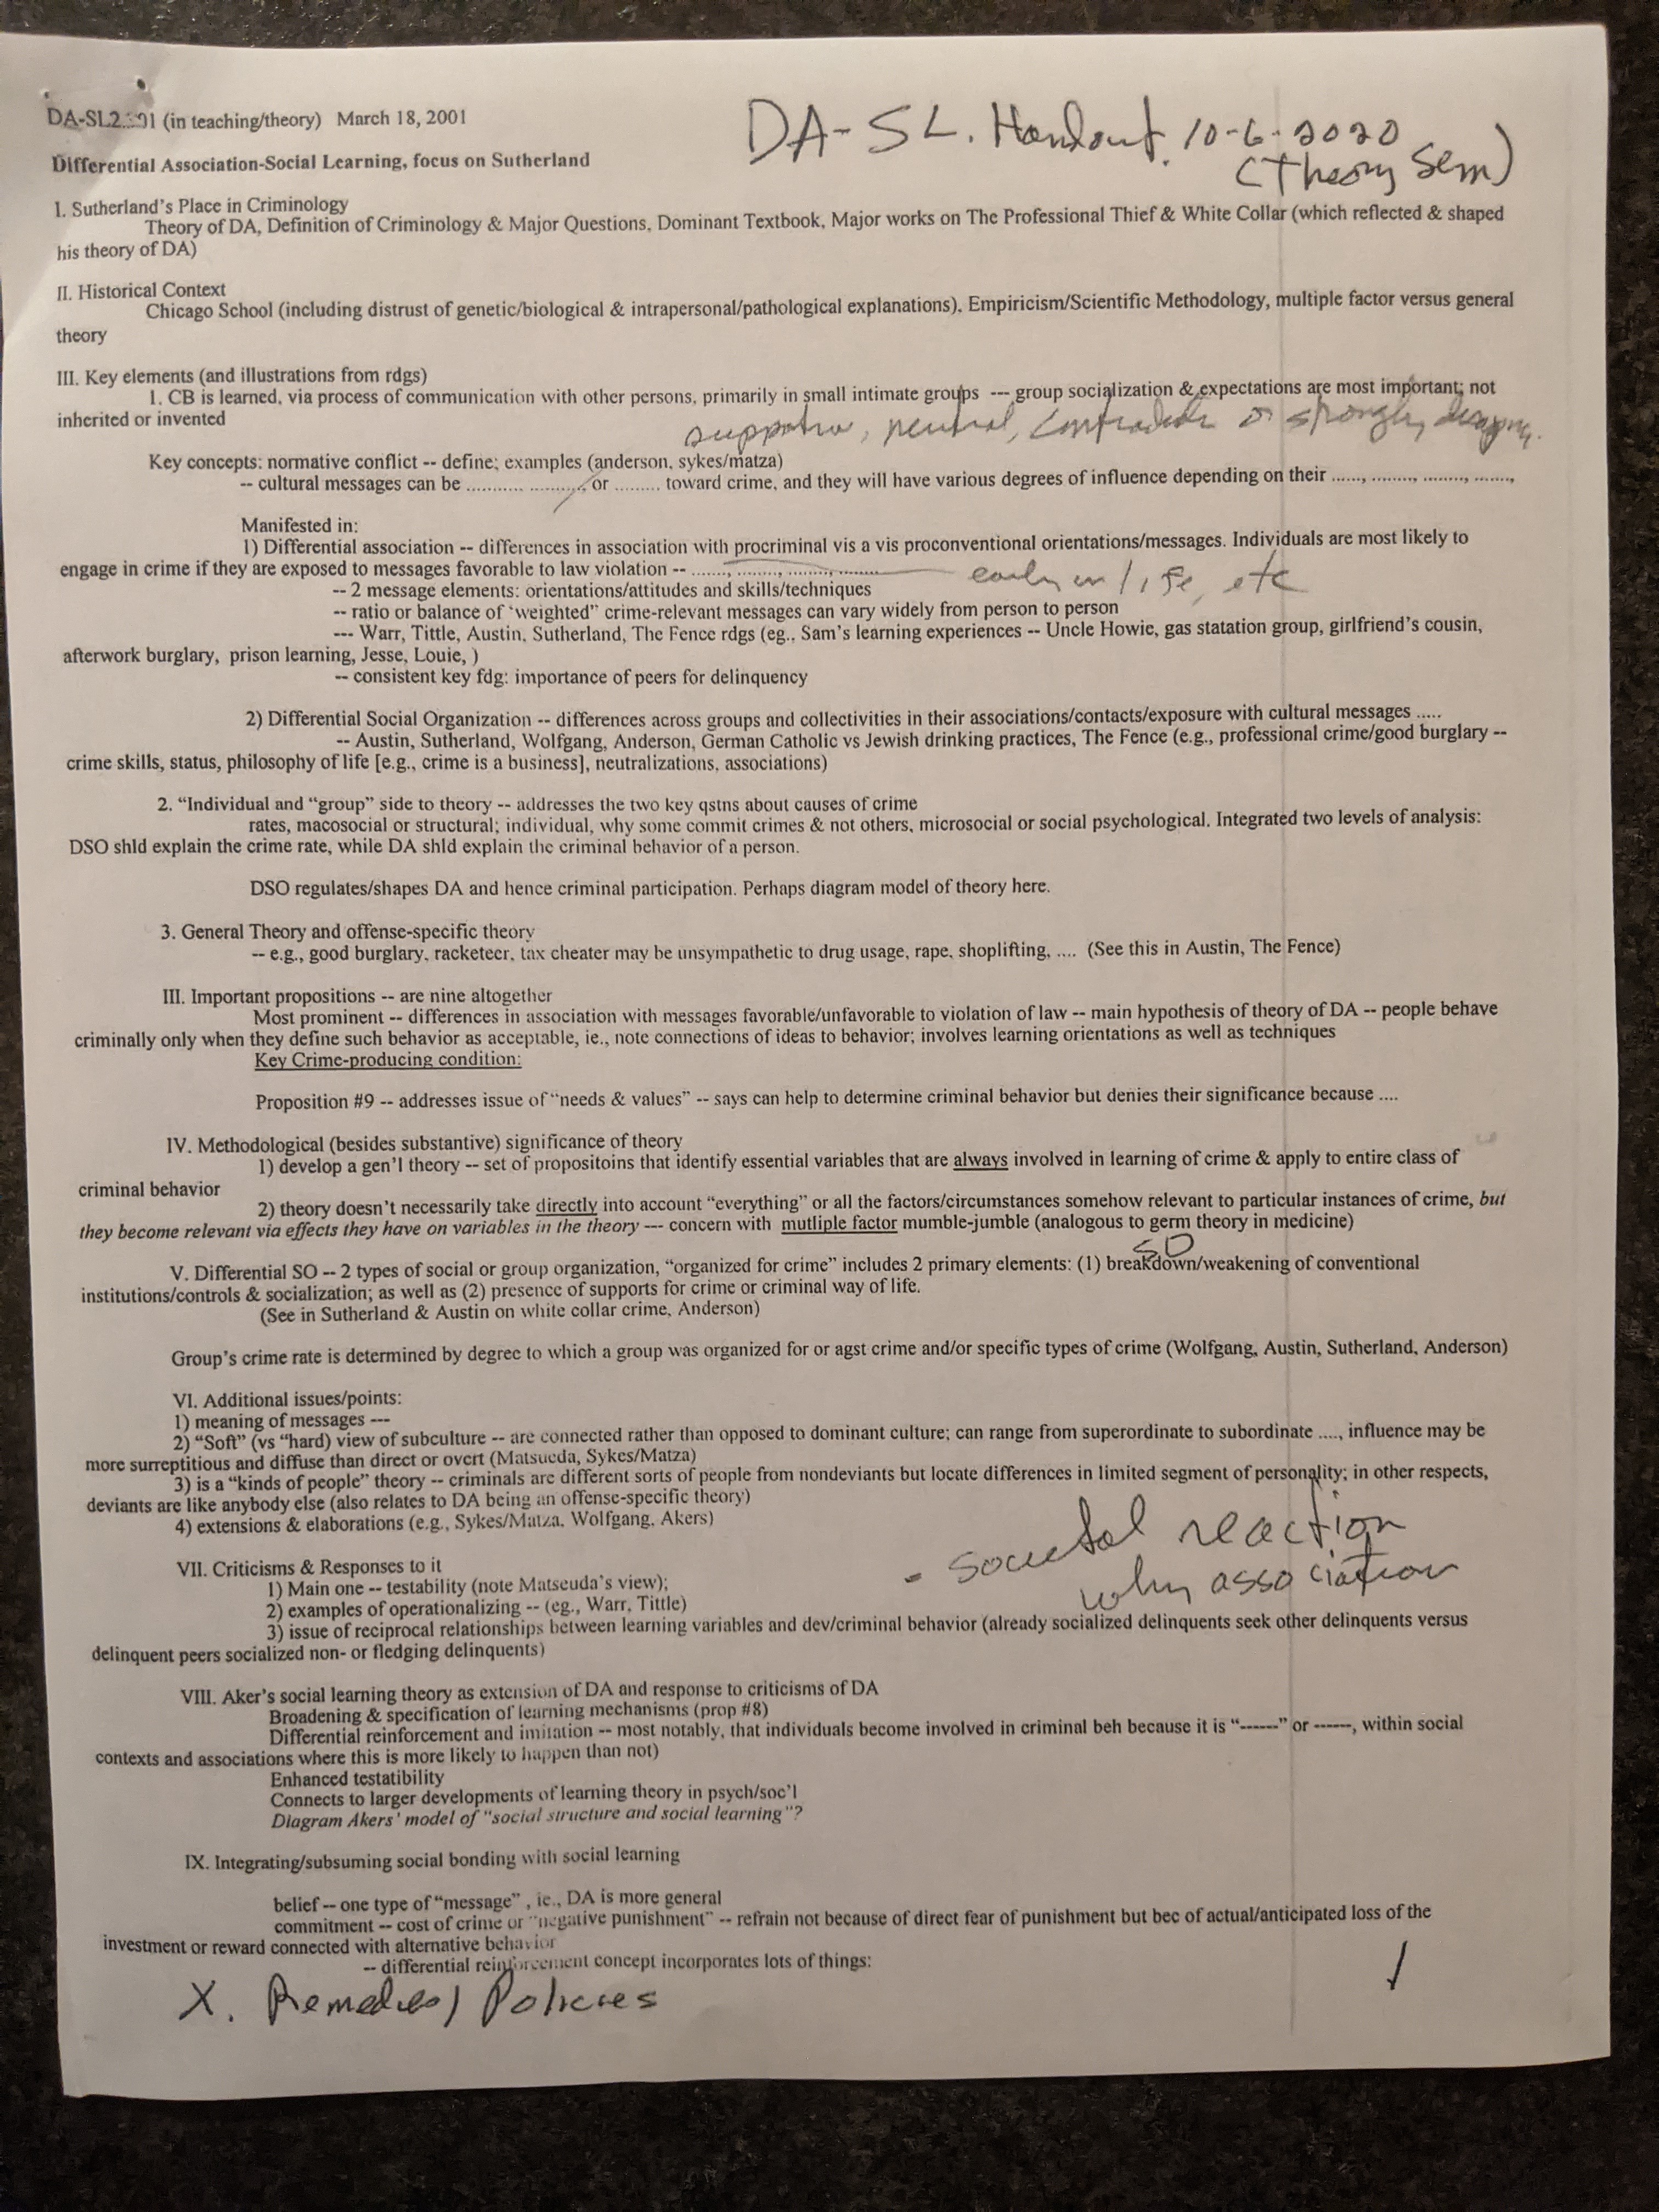 DA-SL2 01 (in teaching/theory) March 18, 2001
DA-SL. Handout. 10-6-2020
(Theory Sem)
Differential Association-Social Learning, focus on Sutherland
I. Sutherland's Place in Criminology
Theory of DA, Definition of Criminology & Major Questions, Dominant Textbook, Major works on The Professional Thief & White Collar (which reflected & shaped
his theory of DA)
II. Historical Context
Chicago School (including distrust of genetic/biological & intrapersonal/pathological explanations), Empiricism/Scientific Methodology, multiple factor versus general
theory
III. Key elements (and illustrations from rdgs)
1. CB is learned, via process of communication with other persons, primarily in small intimate groups --- group socialization & expectations are most important; not
inherited or invented
neutral, or strongly
Key concepts: normative conflict -- define; examples (anderson, sykes/matza)
-- cultural messages can be ........... ............, or ......... toward crime, and they will have various degrees of influence depending on their ......, ........., ........., ........,
Manifested in:
1) Differential association -- differences in association with procriminal vis a vis proconventional orientations/messages. Individuals are most likely to
engage in crime if they are exposed to messages favorable to law violation -- ......., ........., ........., .........
early in life, etc
-- 2 message elements: orientations/attitudes and skills/techniques
-- ratio or balance of "weighted" crime-relevant messages can vary widely from person to person
--- Warr, Tittle, Austin, Sutherland, The Fence rdgs (eg., Sam's learning experiences -- Uncle Howie, gas statation group, girlfriend's cousin,
afterwork burglary, prison learning, Jesse, Louie, )
-- consistent key fdg: importance of peers for delinquency
2) Differential Social Organization -- differences across groups and collectivities in their associations/contacts/exposure with cultural messages .....
-- Austin, Sutherland, Wolfgang, Anderson, German Catholic vs Jewish drinking practices, The Fence (e.g., professional crime/good burglary --
crime skills, status, philosophy of life [e.g., crime is a business], neutralizations, associations)
2. "Individual and "group" side to theory -- addresses the two key qstns about causes of crime
rates, macosocial or structural; individual, why some commit crimes & not others, microsocial or social psychological. Integrated two levels of analysis:
DSO shld explain the crime rate, while DA shld explain the criminal behavior of a person.
DSO regulates/shapes DA and hence criminal participation. Perhaps diagram model of theory here.
3. General Theory and offense-specific theory
-- e.g., good burglary, racketeer, tax cheater may be unsympathetic to drug usage, rape, shoplifting, .... (See this in Austin, The Fence)
III. Important propositions -- are nine altogether
Most prominent -- differences in association with messages favorable/unfavorable to violation of law -- main hypothesis of theory of DA -- people behave
criminally only when they define such behavior as acceptable, ie., note connections of ideas to behavior; involves learning orientations as well as techniques
Key Crime-producing condition:
Proposition #9 -- addresses issue of "needs & values" -- says can help to determine criminal behavior but denies their significance because ....
IV. Methodological (besides substantive) significance of theory
1) develop a gen'l theory -- set of propositoins that identify essential variables that are always involved in learning of crime & apply to entire class of
criminal behavior
2) theory doesn't necessarily take directly into account "everything" or all the factors/circumstances somehow relevant to particular instances of crime, but
they become relevant via effects they have on variables in the theory --- concern with mutliple factor mumble-jumble (analogous to germ theory in medicine)
SD
V. Differential SO -- 2 types of social or group organization, "organized for crime" includes 2 primary elements: (1) breakdown/weakening of conventional
institutions/controls & socialization; as well as (2) presence of supports for crime or criminal way of life.
(See in Sutherland & Austin on white collar crime, Anderson)
Group's crime rate is determined by degree to which a group was organized for or agst crime and/or specific types of crime (Wolfgang, Austin, Sutherland, Anderson)
VI. Additional issues/points:
1) meaning of messages ---
2) "Soft" (vs "hard) view of subculture -- are connected rather than opposed to dominant culture; can range from superordinate to subordinate ...., influence may be
more surreptitious and diffuse than direct or overt (Matsueda, Sykes/Matza)
3) is a "kinds of people" theory -- criminals are different sorts of people from nondeviants but locate differences in limited segment of personality; in other respects,
deviants are like anybody else (also relates to DA being an offense-specific theory)
4) extensions & elaborations (e.g., Sykes/Matza, Wolfgang, Akers)
- societal reaction
why association
VII. Criticisms & Responses to it
1) Main one -- testability (note Matseuda's view);
2) examples of operationalizing -- (eg., Warr, Tittle)
3) issue of reciprocal relationships between learning variables and dev/criminal behavior (already socialized delinquents seek other delinquents versus
delinquent peers socialized non- or fledging delinquents)
VIII. Aker's social learning theory as extension of DA and response to criticisms of DA
Broadening & specification of learning mechanisms (prop #8)
Differential reinforcement and imitation -- most notably, that individuals become involved in criminal beh because it is "------" or ------, within social
contexts and associations where this is more likely to happen than not)
Enhanced testatibility
Connects to larger developments of learning theory in psych/soc'l
Diagram Akers' model of "social structure and social learning"?
IX. Integrating/subsuming social bonding with social learning
belief -- one type of "message" , ie., DA is more general
commitment -- cost of crime or "negative punishment" -- refrain not because of direct fear of punishment but bec of actual/anticipated loss of the
investment or reward connected with alternative behavior
-- differential reinforcement concept incorporates lots of things:
X. Remedies / Policies